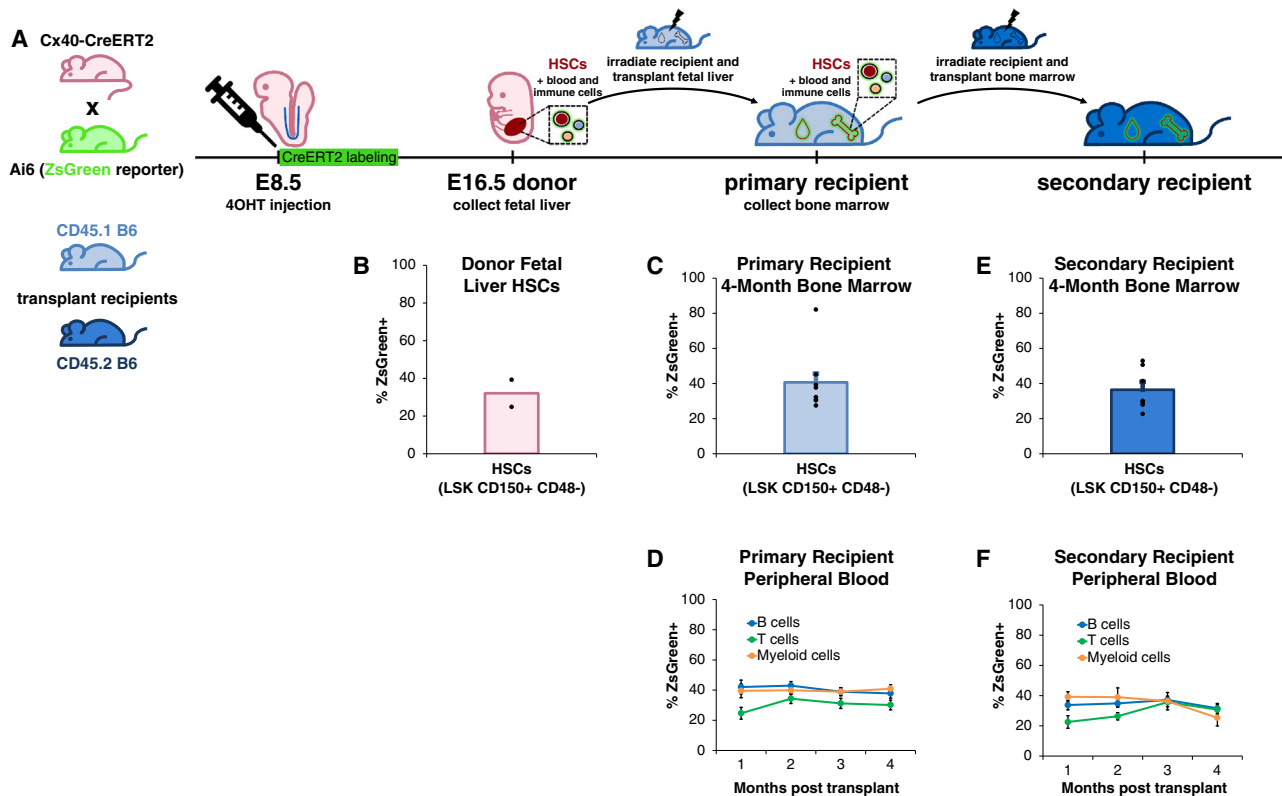 A
Cx40-CreERT2
x
Ai6 (ZsGreen reporter)
CD45.1 B6
transplant recipients
CD45.2 B6
CreERT2 labeling
E8.5
4OHT injection
HSCs
+ blood and
immune cells
E16.5 donor
collect fetal liver
irradiate recipient and
transplant fetal liver
HSCs
+ blood and
immune cells
primary recipient
collect bone marrow
irradiate recipient and
transplant bone marrow
secondary recipient
B
Donor Fetal
Liver HSCs
% ZsGreen+
100
80
60
40
20
0
HSCs
(LSK CD150+ CD48-)
C
Primary Recipient
4-Month Bone Marrow
% ZsGreen+
100
80
60
40
20
0
HSCs
(LSK CD150+ CD48-)
E
Secondary Recipient
4-Month Bone Marrow
% ZsGreen+
100
80
60
40
20
0
HSCs
(LSK CD150+ CD48-)
D
Primary Recipient
Peripheral Blood
% ZsGreen+
100
80
60
40
20
0
B cells
T cells
Myeloid cells
1 2 3 4
Months post transplant
F
Secondary Recipient
Peripheral Blood
% ZsGreen+
100
80
60
40
20
0
B cells
T cells
Myeloid cells
1 2 3 4
Months post transplant